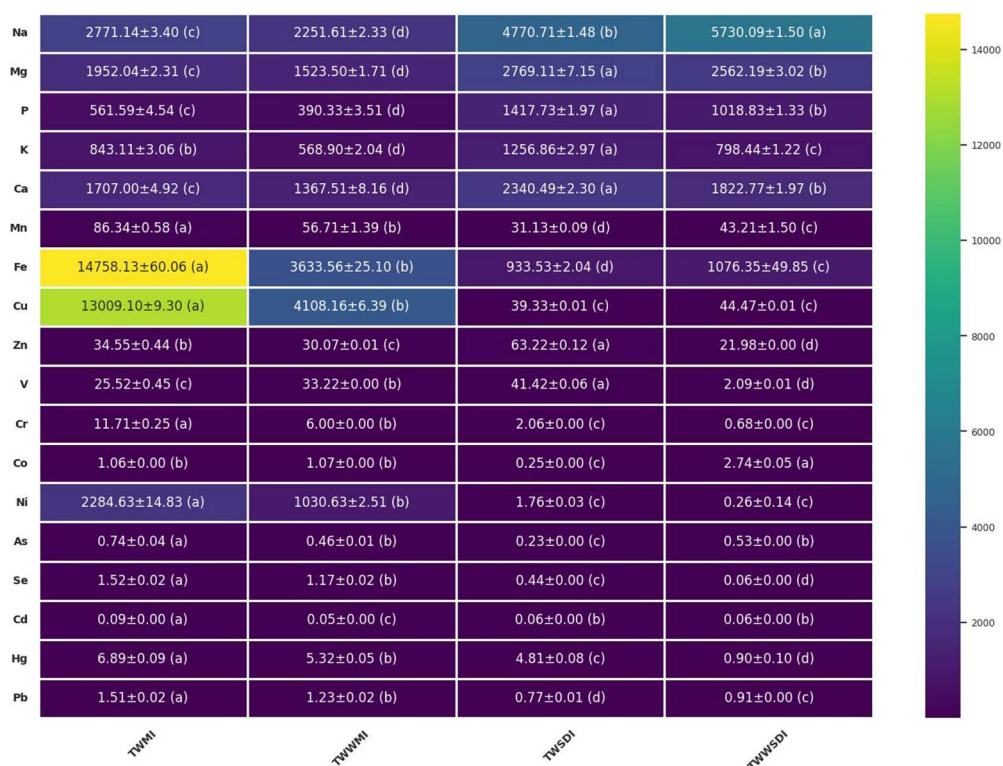 Na 2771.14±3.40 (c) 2251.61±2.33 (d) 4770.71±1.48 (b) 5730.09±1.50 (a)
Mg 1952.04±2.31 (c) 1523.50±1.71 (d) 2769.11±7.15 (a) 2562.19±3.02 (b)
P 561.59±4.54 (c) 390.33±3.51 (d) 1417.73±1.97 (a) 1018.83±1.33 (b)
K 843.11±3.06 (b) 568.90±2.04 (d) 1256.86±2.97 (a) 798.44±1.22 (c)
Ca 1707.00±4.92 (c) 1367.51±8.16 (d) 2340.49±2.30 (a) 1822.77±1.97 (b)
Mn 86.34±0.58 (a) 56.71±1.39 (b) 31.13±0.09 (d) 43.21±1.50 (c)
Fe 14758.13±60.06 (a) 3633.56±25.10 (b) 933.53±2.04 (d) 1076.35±49.85 (c)
Cu 13009.10±9.30 (a) 4108.16±6.39 (b) 39.33±0.01 (c) 44.47±0.01 (c)
Zn 34.55±0.44 (b) 30.07±0.01 (c) 63.22±0.12 (a) 21.98±0.00 (d)
V 25.52±0.45 (c) 33.22±0.00 (b) 41.42±0.06 (a) 2.09±0.01 (d)
Cr 11.71±0.25 (a) 6.00±0.00 (b) 2.06±0.00 (c) 0.68±0.00 (c)
Co 1.06±0.00 (b) 1.07±0.00 (b) 0.25±0.00 (c) 2.74±0.05 (a)
Ni 2284.63±14.83 (a) 1030.63±2.51 (b) 1.76±0.03 (c) 0.26±0.14 (c)
As 0.74±0.04 (a) 0.46±0.01 (b) 0.23±0.00 (c) 0.53±0.00 (b)
Se 1.52±0.02 (a) 1.17±0.02 (b) 0.44±0.00 (c) 0.06±0.00 (d)
Cd 0.09±0.00 (a) 0.05±0.00 (c) 0.06±0.00 (b) 0.06±0.00 (b)
Hg 6.89±0.09 (a) 5.32±0.05 (b) 4.81±0.08 (c) 0.90±0.10 (d)
Pb 1.51±0.02 (a) 1.23±0.02 (b) 0.77±0.01 (d) 0.91±0.00 (c)
TWMI TWWMI TWSDI TWWSDI
14000
12000
10000
8000
6000
4000
2000